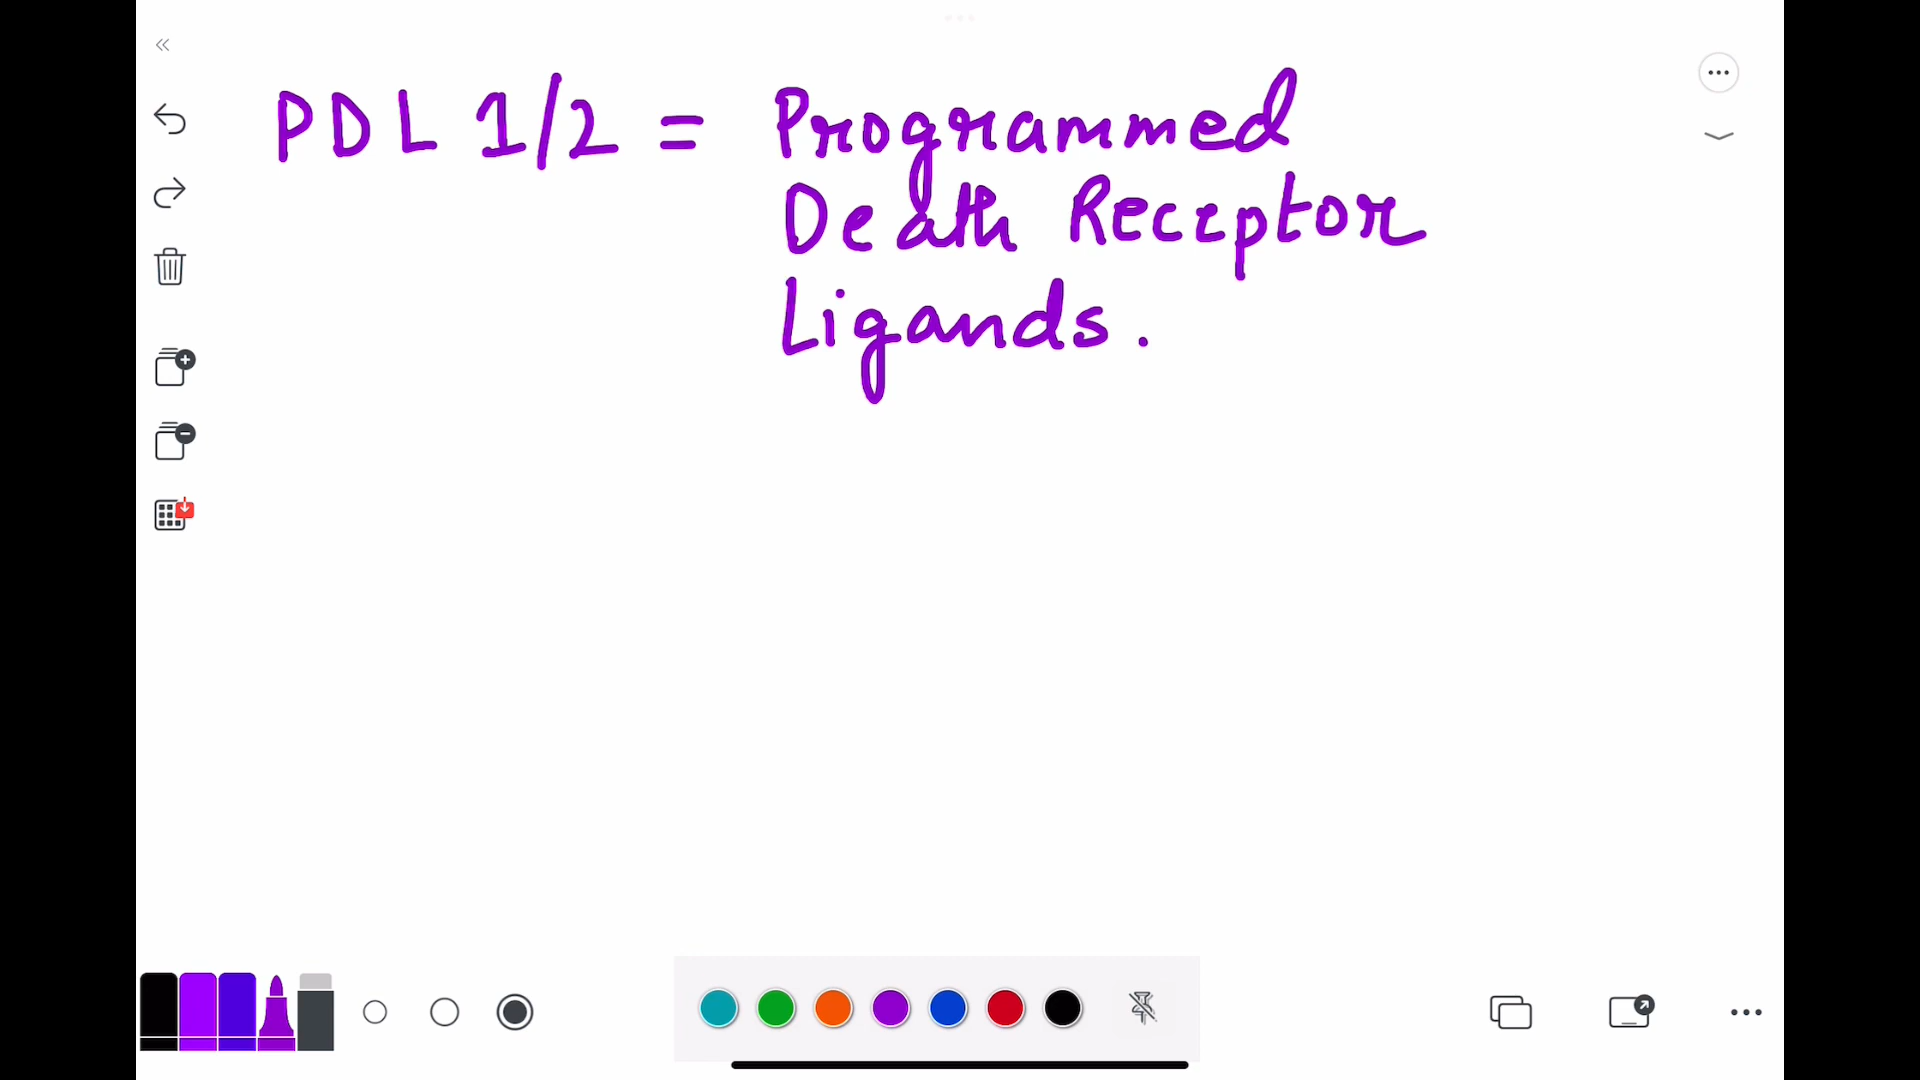 PDL 1/2 = Programmed
Death Receptor
Ligands.